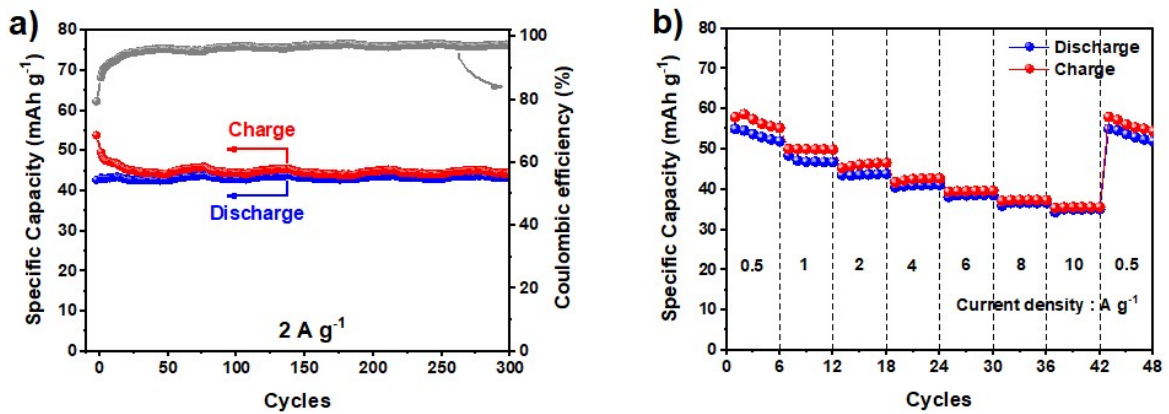 a)
80
70
60
50
40
30
20
10
0
Specific Capacity (mAh g-1)
100
80
60
40
20
0
Coulombic efficiency (%)
Charge
Discharge
2 A g-1
0 50 100 150 200 250 300
Cycles
b)
80
70
60
50
40
30
20
10
0
Specific Capacity (mAh g-1)
Discharge
Charge
0.5 1 2 4 6 8 10 0.5
Current density : A g-1
0 6 12 18 24 30 36 42 48
Cycles